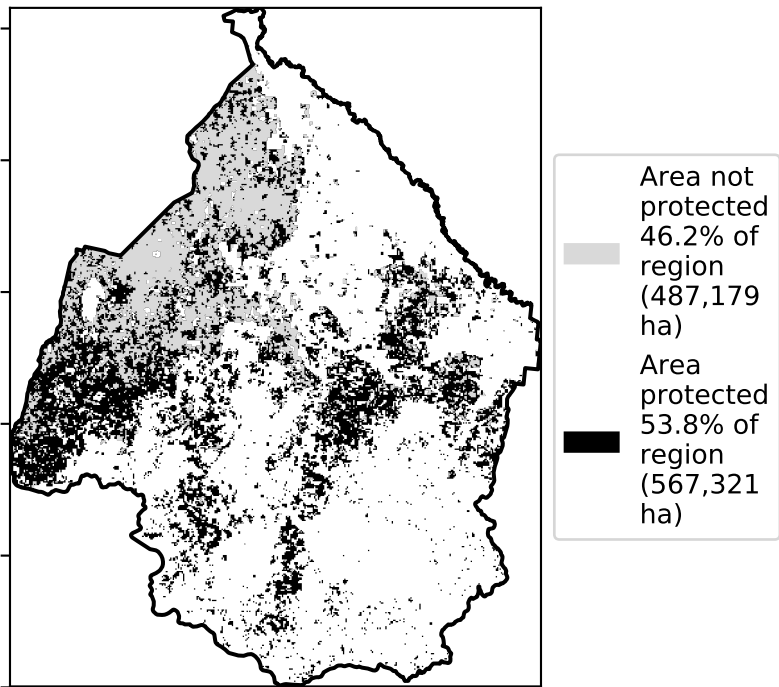 Area not
protected
46.2% of
region
(487,179
ha)
Area
protected
53.8% of
region
(567,321
ha)